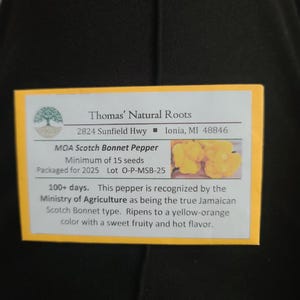 Thomas' Natural Roots
2824 Sunfield Hwy ■ Ionia, MI 48846
MOA Scotch Bonnet Pepper
Minimum of 15 seeds
Packaged for 2025 Lot O-P-MSB-25
100+ days. This pepper is recognized by the
Ministry of Agriculture as being the true Jamaican
Scotch Bonnet type. Ripens to a yellow-orange
color with a sweet fruity and hot flavor.